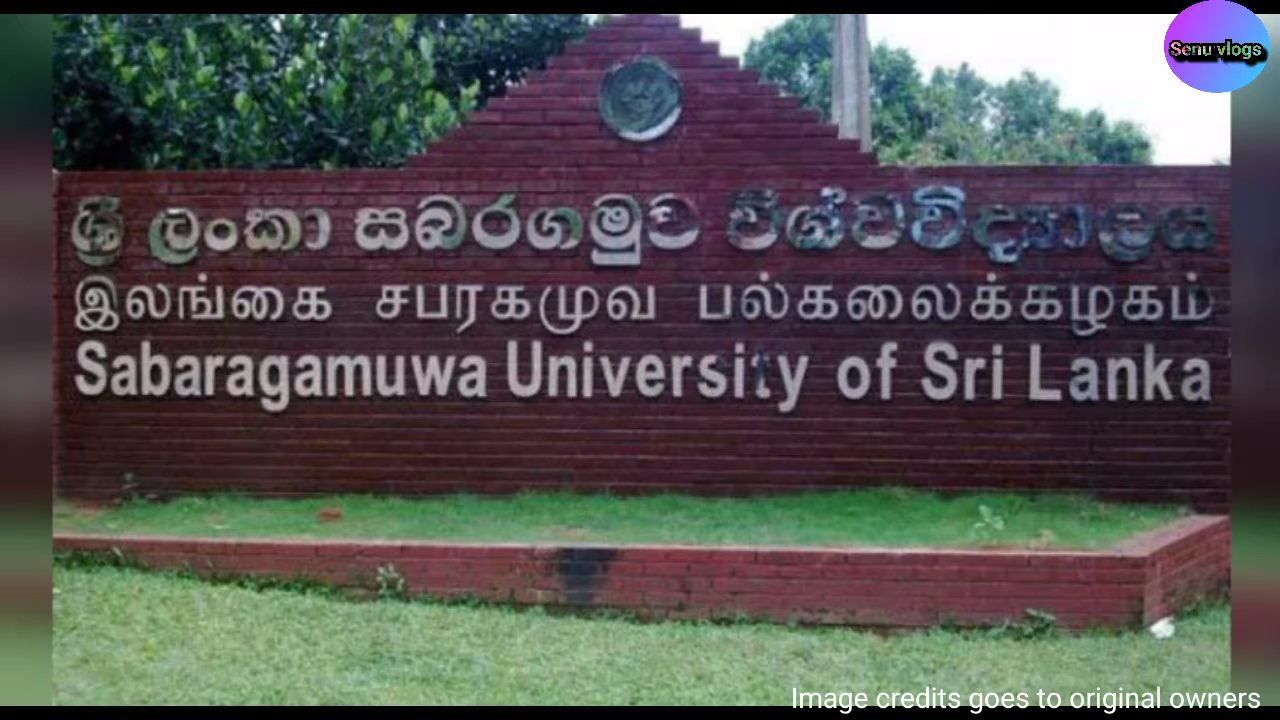 Senu vlogs
ශ්‍රී ලංකා සබරගමුව විශ්වවිද්‍යාලය
இலங்கை சபரகமுவ பல்கலைக்கழகம்
Sabaragamuwa University of Sri Lanka
Image credits goes to original owners